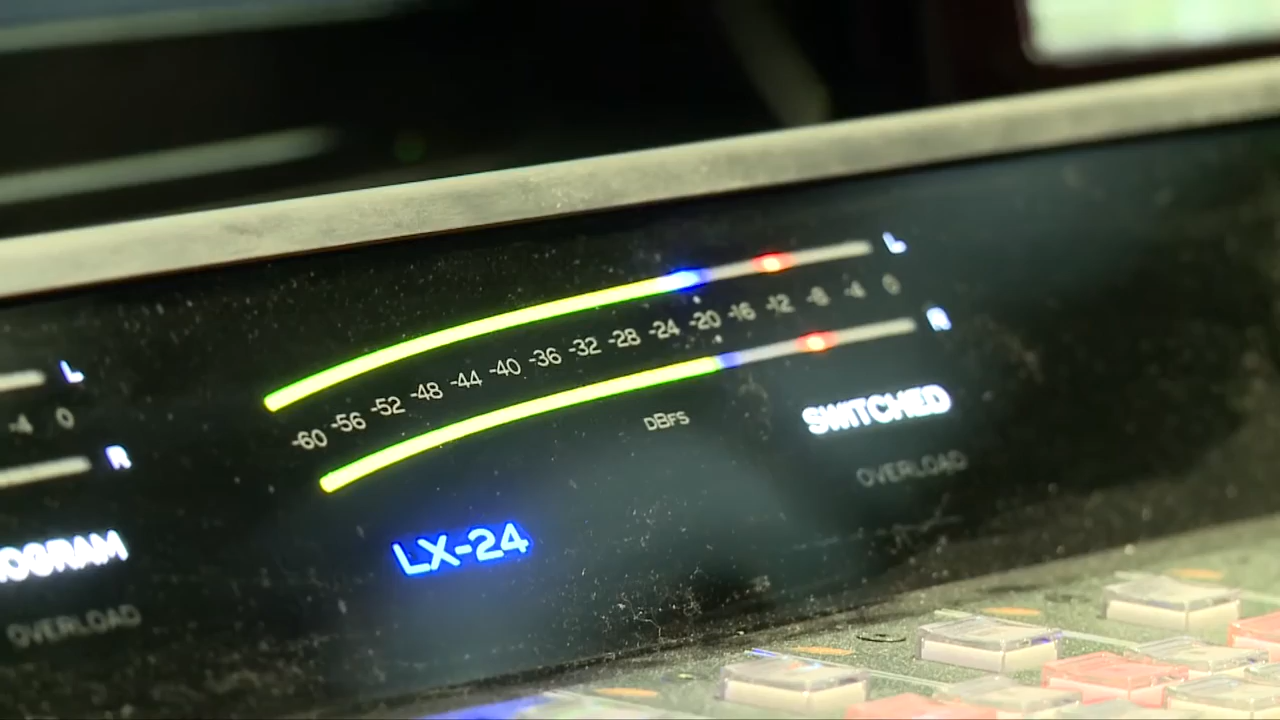 L
-60 -56 -52 -48 -44 -40 -36 -32 -28 -24 -20 -16 -12 -8 -4 0
L
-4 0
R
DBFS
SWITCHED
R
OVERLOAD
OGRAM
LX-24
OVERLOAD